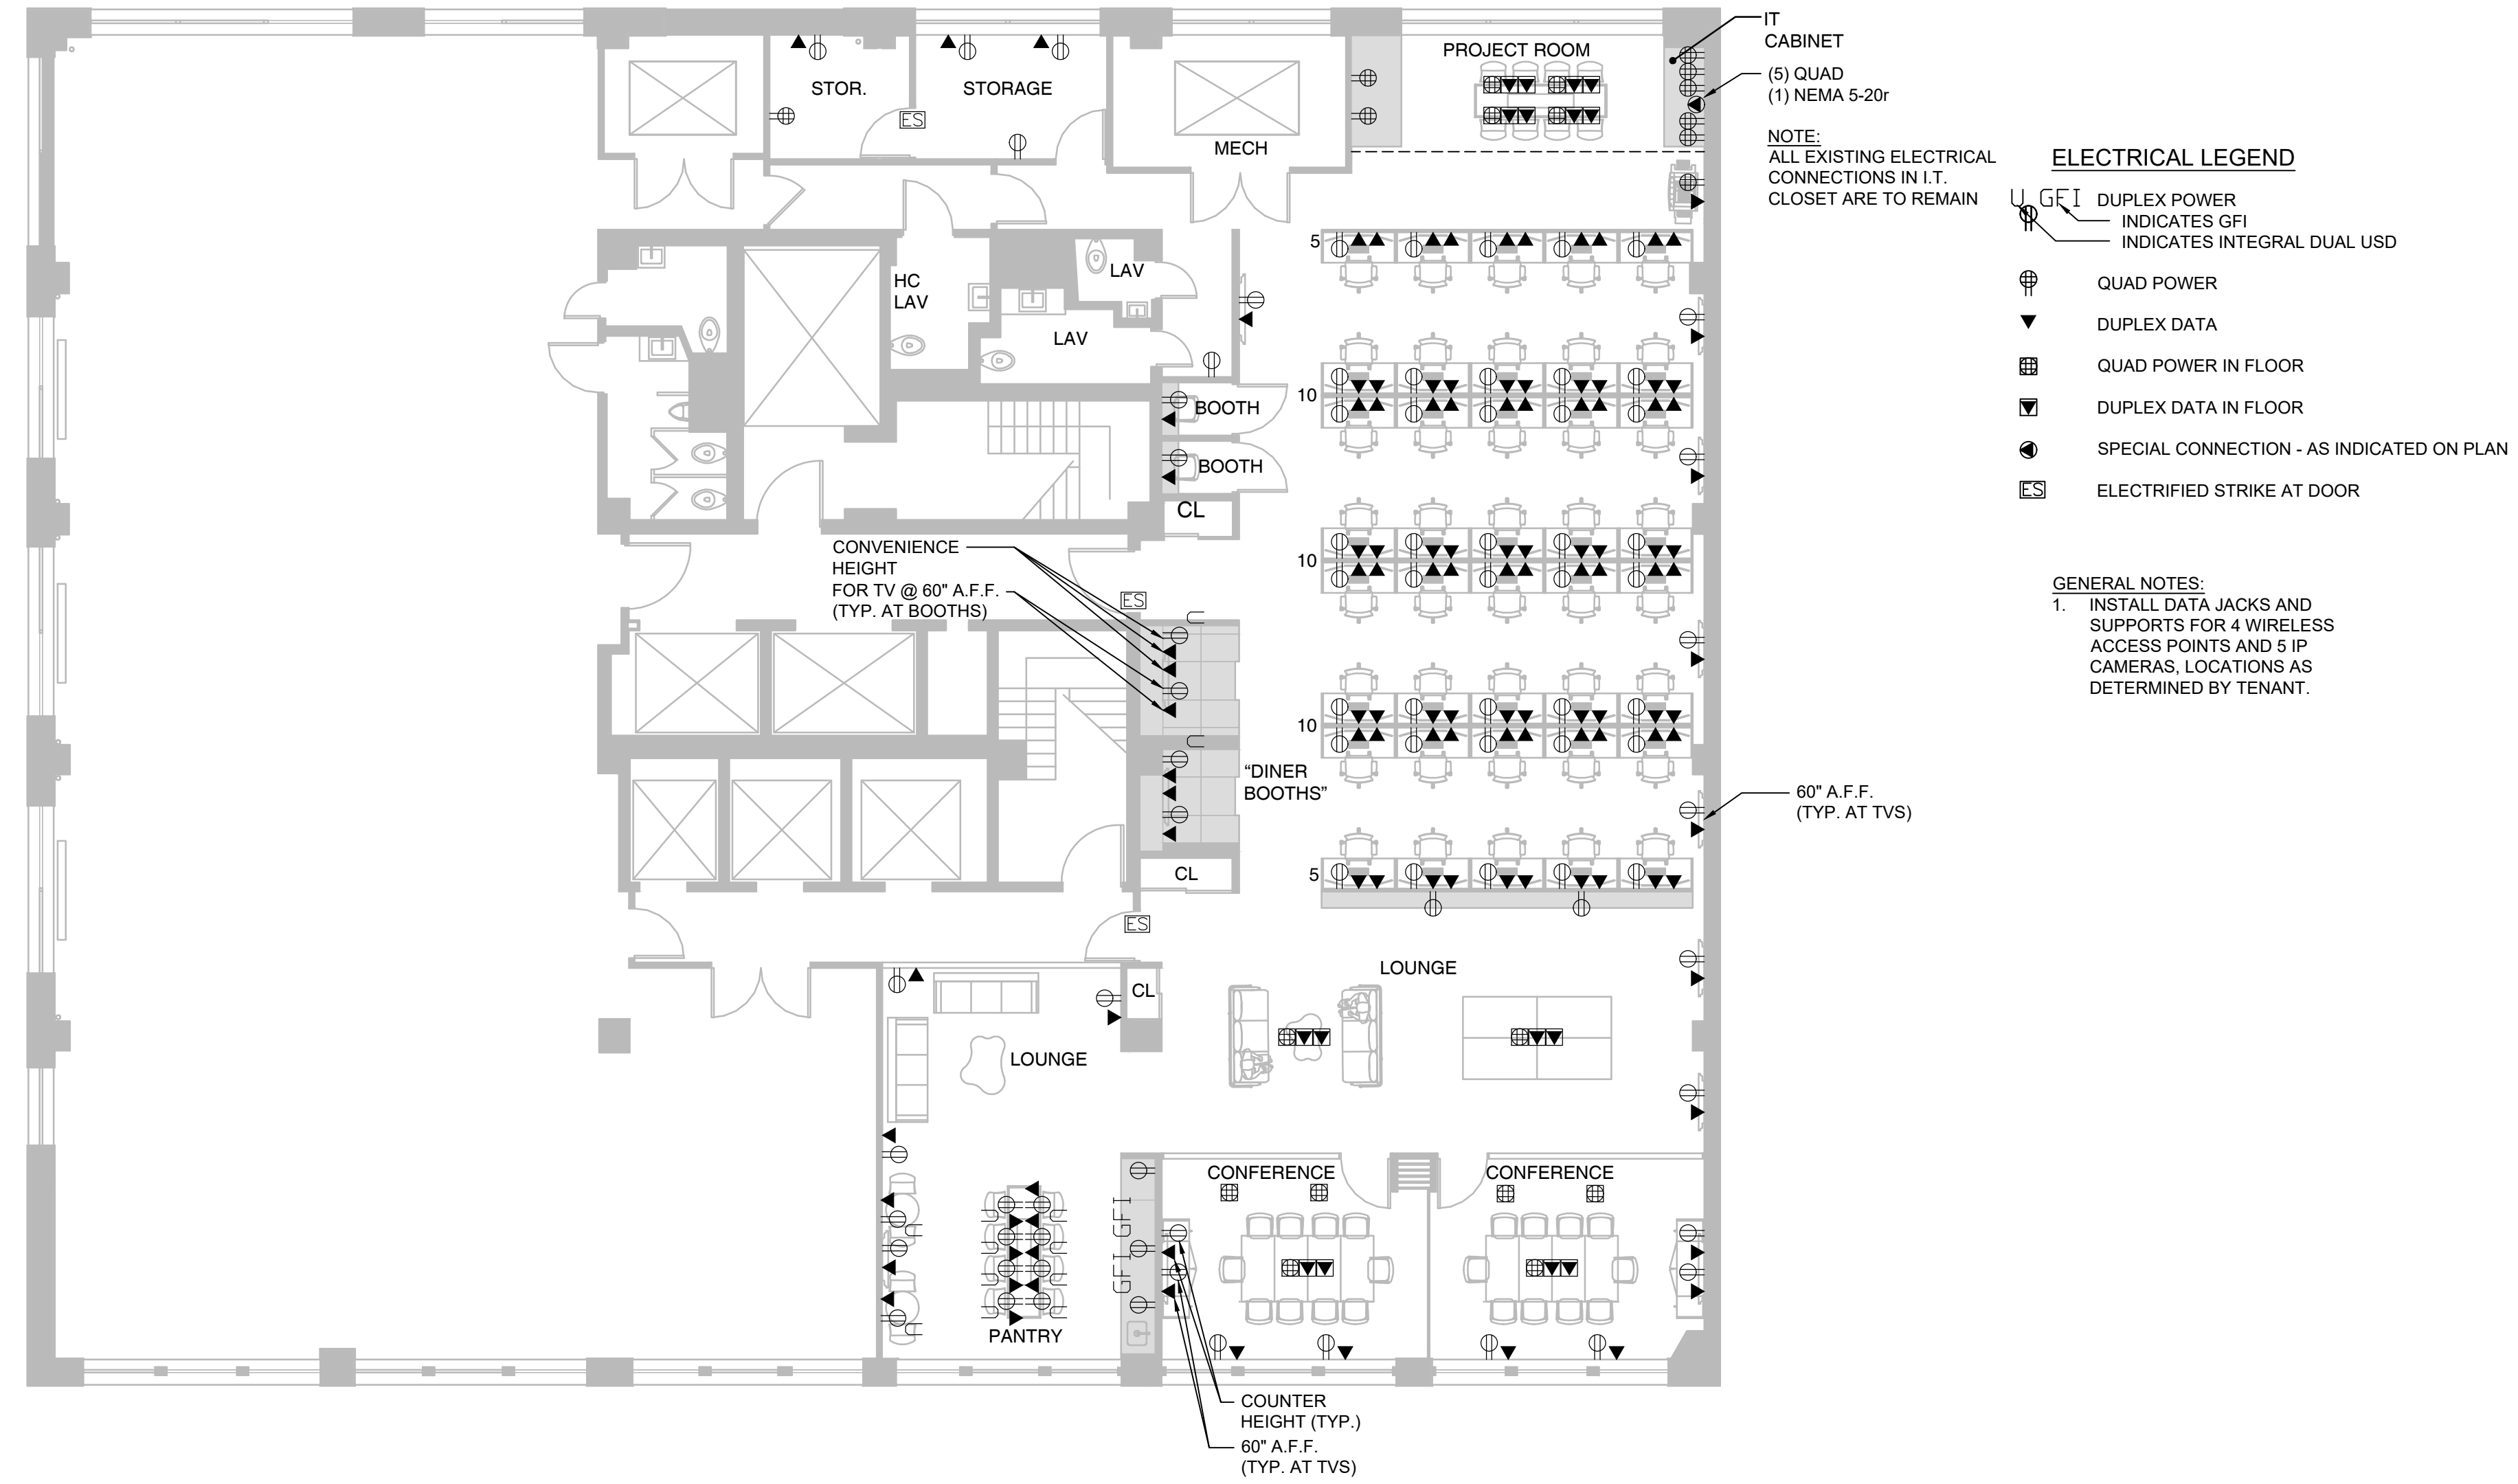 IT
CABINET
PROJECT ROOM
(5) QUAD
(1) NEMA 5-20r
STOR.
STORAGE
ES
MECH
NOTE:
ALL EXISTING ELECTRICAL
CONNECTIONS IN I.T.
CLOSET ARE TO REMAIN
ELECTRICAL LEGEND
U GFI DUPLEX POWER
INDICATES GFI
INDICATES INTEGRAL DUAL USD
QUAD POWER
DUPLEX DATA
QUAD POWER IN FLOOR
DUPLEX DATA IN FLOOR
SPECIAL CONNECTION - AS INDICATED ON PLAN
ES ELECTRIFIED STRIKE AT DOOR
GENERAL NOTES:
1. INSTALL DATA JACKS AND
SUPPORTS FOR 4 WIRELESS
ACCESS POINTS AND 5 IP
CAMERAS, LOCATIONS AS
DETERMINED BY TENANT.
5
HC
LAV
LAV
LAV
10
BOOTH
BOOTH
CL
CONVENIENCE
HEIGHT
FOR TV @ 60" A.F.F.
(TYP. AT BOOTHS)
10
ES
U
U
10
“DINER
BOOTHS”
60" A.F.F.
(TYP. AT TVS)
CL
5
ES
LOUNGE
CL
LOUNGE
CONFERENCE
CONFERENCE
GFI
GFI
U
U
U
U
U
U
U
U
U
U
PANTRY
COUNTER
HEIGHT (TYP.)
60" A.F.F.
(TYP. AT TVS)